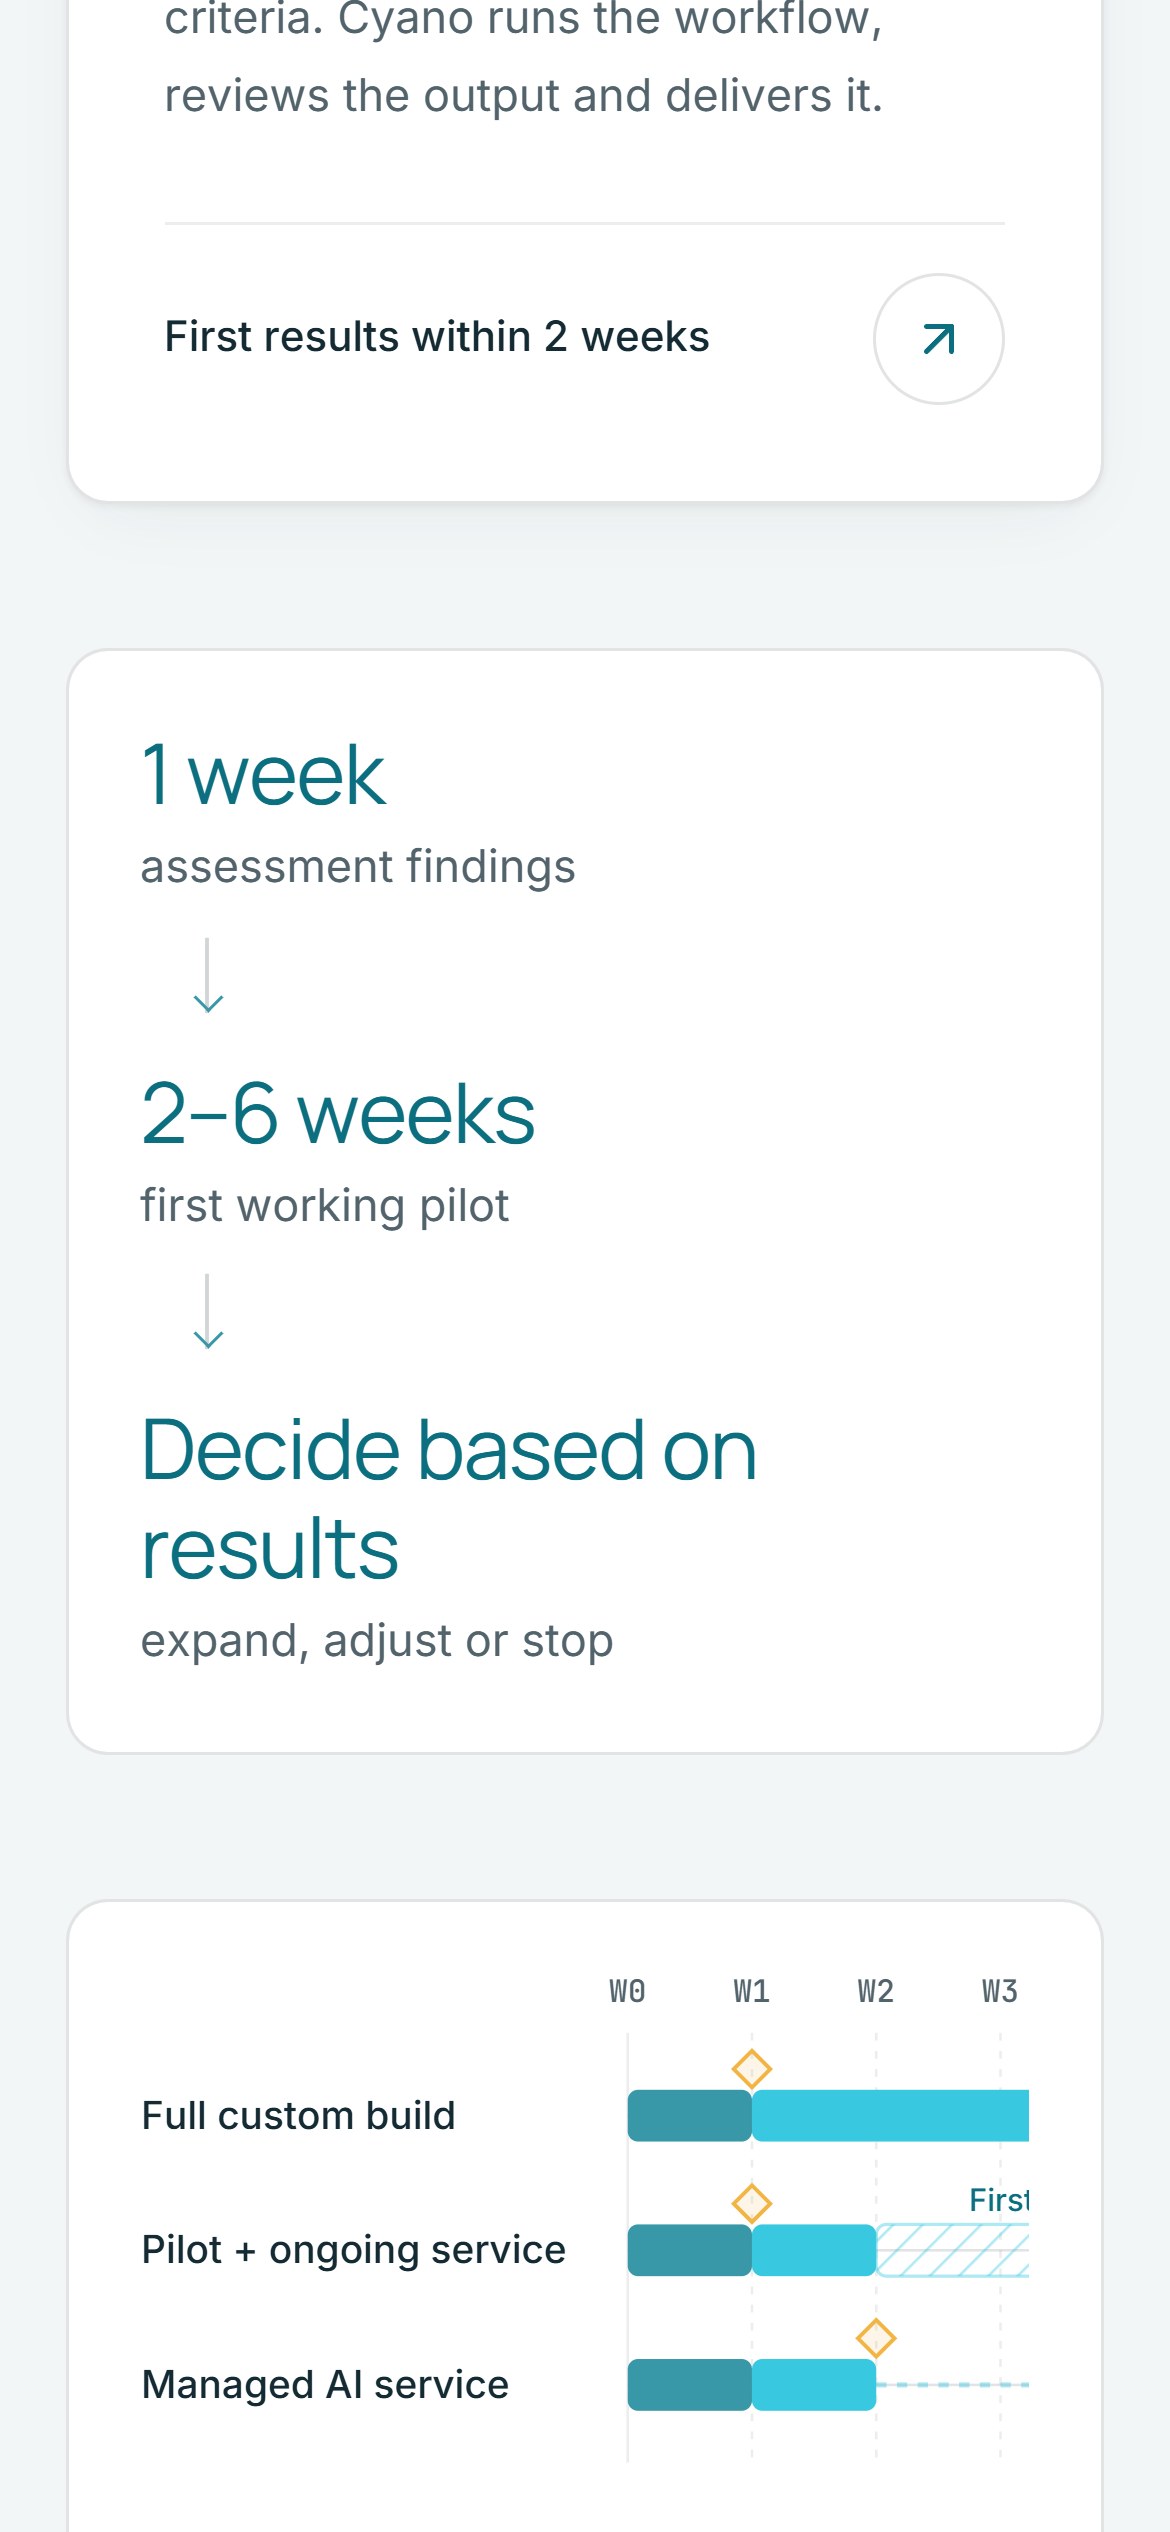 criteria. Cyano runs the workflow,
reviews the output and delivers it.
First results within 2 weeks
1 week
assessment findings
2–6 weeks
first working pilot
Decide based on
results
expand, adjust or stop
W0 W1 W2 W3
Full custom build
First
Pilot + ongoing service
Managed AI service